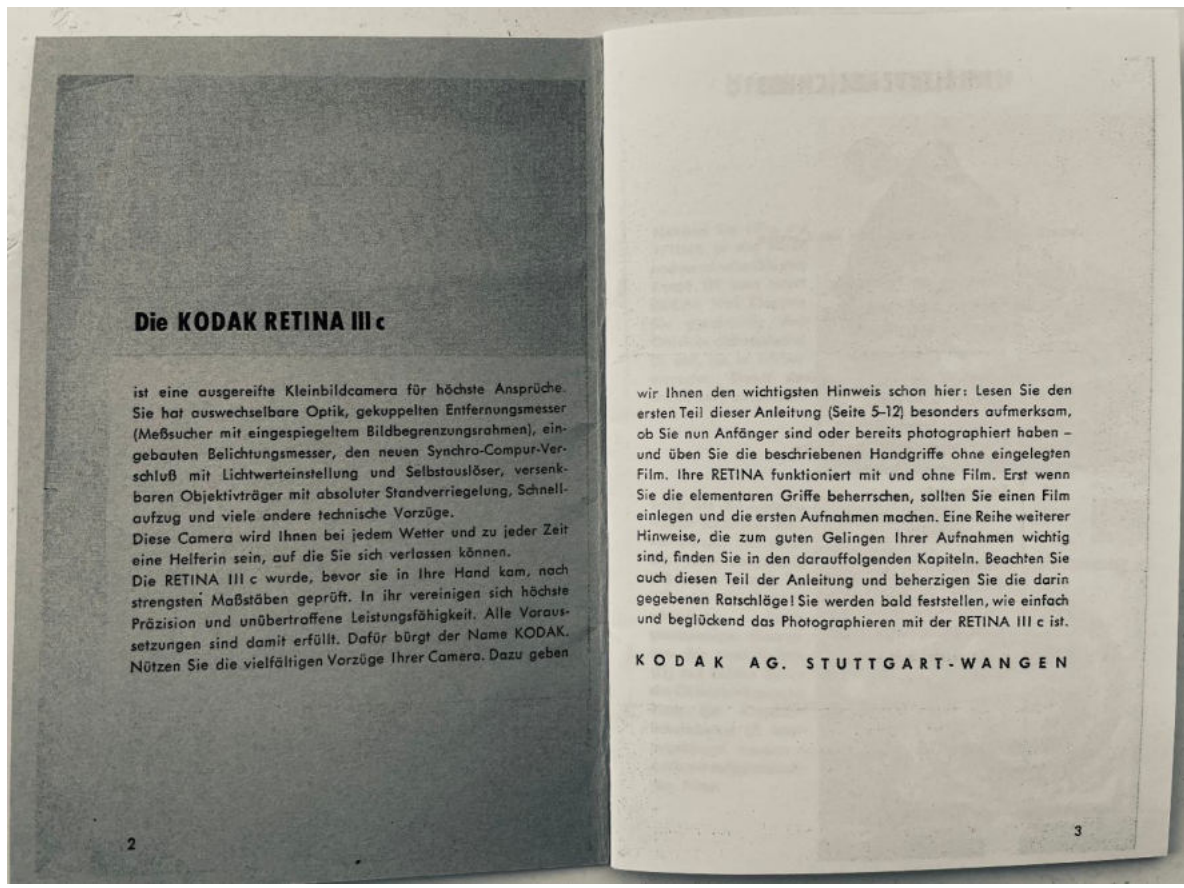 Die KODAK RETINA III c
ist eine ausgereifte Kleinbildcamera für höchste Ansprüche.
Sie hat auswechselbare Optik, gekuppelten Entfernungsmesser
(Meßsucher mit eingespiegeltem Bildbegrenzungsrahmen), ein-
gebauten Belichtungsmesser, den neuen Synchro-Compur-Ver-
schluß mit Lichtwerteinstellung und Selbstauslöser, versenk-
baren Objektivträger mit absoluter Standverriegelung, Schnell-
aufzug und viele andere technische Vorzüge.
Diese Camera wird Ihnen bei jedem Wetter und zu jeder Zeit
eine Helferin sein, auf die Sie sich verlassen können.
Die RETINA III c wurde, bevor sie in Ihre Hand kam, nach
strengsten Maßstäben geprüft. In ihr vereinigen sich höchste
Präzision und unübertroffene Leistungsfähigkeit. Alle Voraus-
setzungen sind damit erfüllt. Dafür bürgt der Name KODAK.
Nützen Sie die vielfältigen Vorzüge Ihrer Camera. Dazu geben
2
wir Ihnen den wichtigsten Hinweis schon hier: Lesen Sie den
ersten Teil dieser Anleitung (Seite 5–12) besonders aufmerksam,
ob Sie nun Anfänger sind oder bereits photographiert haben –
und üben Sie die beschriebenen Handgriffe ohne eingelegten
Film. Ihre RETINA funktioniert mit und ohne Film. Erst wenn
Sie die elementaren Griffe beherrschen, sollten Sie einen Film
einlegen und die ersten Aufnahmen machen. Eine Reihe weiterer
Hinweise, die zum guten Gelingen Ihrer Aufnahmen wichtig
sind, finden Sie in den darauffolgenden Kapiteln. Beachten Sie
auch diesen Teil der Anleitung und beherzigen Sie die darin
gegebenen Ratschläge! Sie werden bald feststellen, wie einfach
und beglückend das Photographieren mit der RETINA III c ist.
KODAK AG. STUTTGART-WANGEN
3